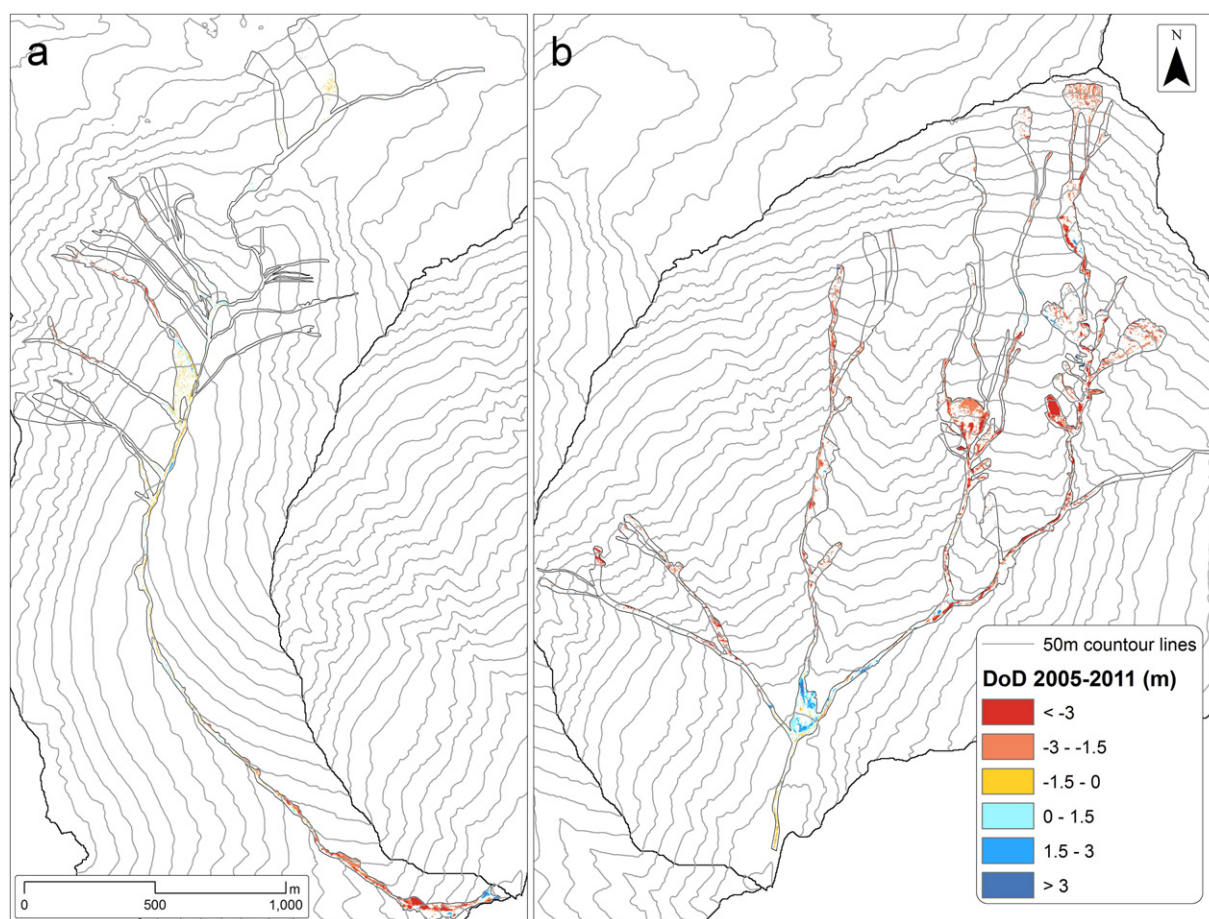 a
b
N
50m countour lines
DoD 2005-2011 (m)
< -3
-3 - -1.5
-1.5 - 0
0 - 1.5
1.5 - 3
> 3
m
0 500 1,000